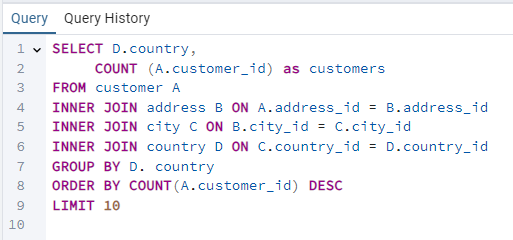 Query Query History
1 SELECT D.country,
2 COUNT (A.customer_id) as customers
3 FROM customer A
4 INNER JOIN address B ON A.address_id = B.address_id
5 INNER JOIN city C ON B.city_id = C.city_id
6 INNER JOIN country D ON C.country_id = D.country_id
7 GROUP BY D. country
8 ORDER BY COUNT(A.customer_id) DESC
9 LIMIT 10
10